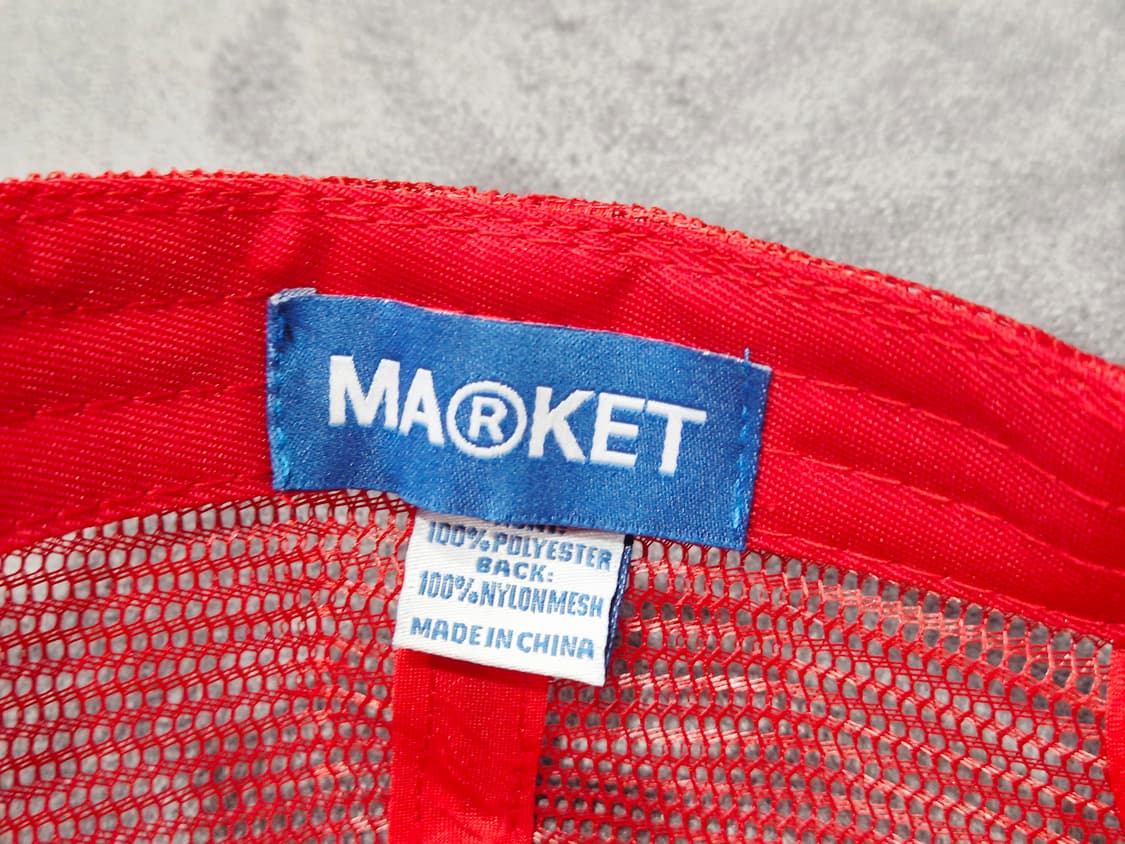 MA®KET
100%POLYESTER
BACK:
100%NYLONMESH
MADE IN CHINA